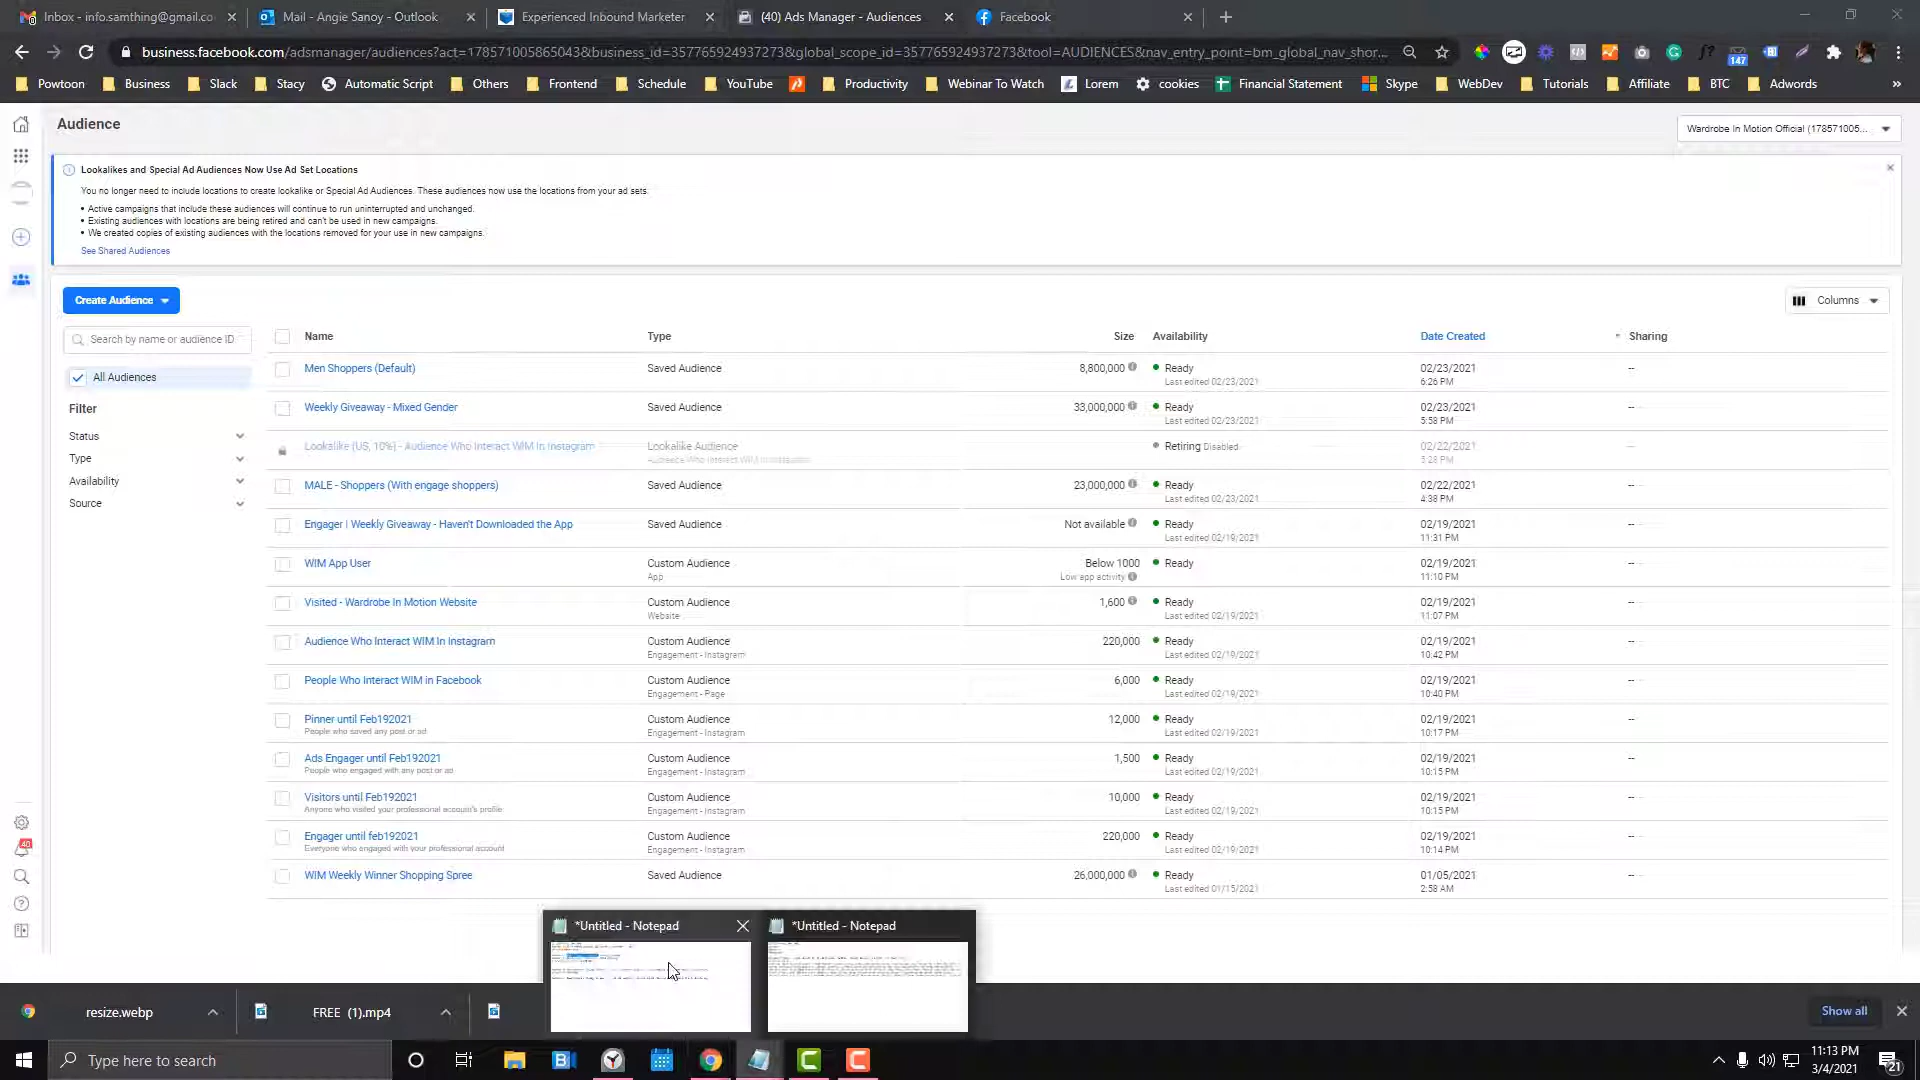 Inbox - info.samthing@gmail.co
Mail - Angie Sanoy - Outlook
Experienced Inbound Marketer
(40) Ads Manager - Audiences
Facebook
business.facebook.com/adsmanager/audiences?act=178571005865043&business_id=357765924937273&global_scope_id=357765924937273&tool=AUDIENCES&nav_entry_point=bm_global_nav_shor...
147
Powtoon
Business
Slack
Stacy
Automatic Script
Others
Frontend
Schedule
YouTube
Productivity
Webinar To Watch
Lorem
cookies
Financial Statement
Skype
WebDev
Tutorials
Affiliate
BTC
Adwords
»
Audience
Wardrobe In Motion Official (178571005...
Lookalikes and Special Ad Audiences Now Use Ad Set Locations
You no longer need to include locations to create lookalike or Special Ad Audiences. These audiences now use the locations from your ad sets.
• Active campaigns that include these audiences will continue to run uninterrupted and unchanged.
• Existing audiences with locations are being retired and can't be used in new campaigns.
• We created copies of existing audiences with the locations removed for your use in new campaigns.
See Shared Audiences
Create Audience
Columns
Search by name or audience ID
All Audiences
Filter
Status
Type
Availability
Source
Name Type Size Availability Date Created Sharing
Men Shoppers (Default) Saved Audience 8,800,000 Ready 02/23/2021 --
Last edited 02/23/2021 6:26 PM
Weekly Giveaway - Mixed Gender Saved Audience 33,000,000 Ready 02/23/2021 --
Last edited 02/23/2021 5:58 PM
Lookalike (US, 10%) - Audience Who Interact WIM In Instagram Lookalike Audience Retiring Disabled 02/22/2021 --
Audience Who Interact WIM In Instagram 5:28 PM
MALE - Shoppers (With engage shoppers) Saved Audience 23,000,000 Ready 02/22/2021 --
Last edited 02/23/2021 4:38 PM
Engager | Weekly Giveaway - Haven't Downloaded the App Saved Audience Not available Ready 02/19/2021 --
Last edited 02/19/2021 11:31 PM
WIM App User Custom Audience Below 1000 Ready 02/19/2021 --
App Low app activity 11:10 PM
Visited - Wardrobe In Motion Website Custom Audience 1,600 Ready 02/19/2021 --
Website Last edited 02/19/2021 11:07 PM
Audience Who Interact WIM In Instagram Custom Audience 220,000 Ready 02/19/2021 --
Engagement - Instagram Last edited 02/19/2021 10:42 PM
People Who Interact WIM in Facebook Custom Audience 6,000 Ready 02/19/2021 --
Engagement - Page Last edited 02/19/2021 10:40 PM
Pinner until Feb192021 Custom Audience 12,000 Ready 02/19/2021 --
People who saved any post or ad Engagement - Instagram Last edited 02/19/2021 10:17 PM
Ads Engager until Feb192021 Custom Audience 1,500 Ready 02/19/2021 --
People who engaged with any post or ad Engagement - Instagram Last edited 02/19/2021 10:15 PM
Visitors until Feb192021 Custom Audience 10,000 Ready 02/19/2021 --
Anyone who visited your professional account's profile Engagement - Instagram Last edited 02/19/2021 10:15 PM
Engager until feb192021 Custom Audience 220,000 Ready 02/19/2021 --
Everyone who engaged with your professional account Engagement - Instagram Last edited 02/19/2021 10:14 PM
WIM Weekly Winner Shopping Spree Saved Audience 26,000,000 Ready 01/05/2021 --
Last edited 01/15/2021 2:58 AM
40
*Untitled - Notepad
*Untitled - Notepad
resize.webp
FREE (1).mp4
Show all
Type here to search
11:13 PM
3/4/2021
21